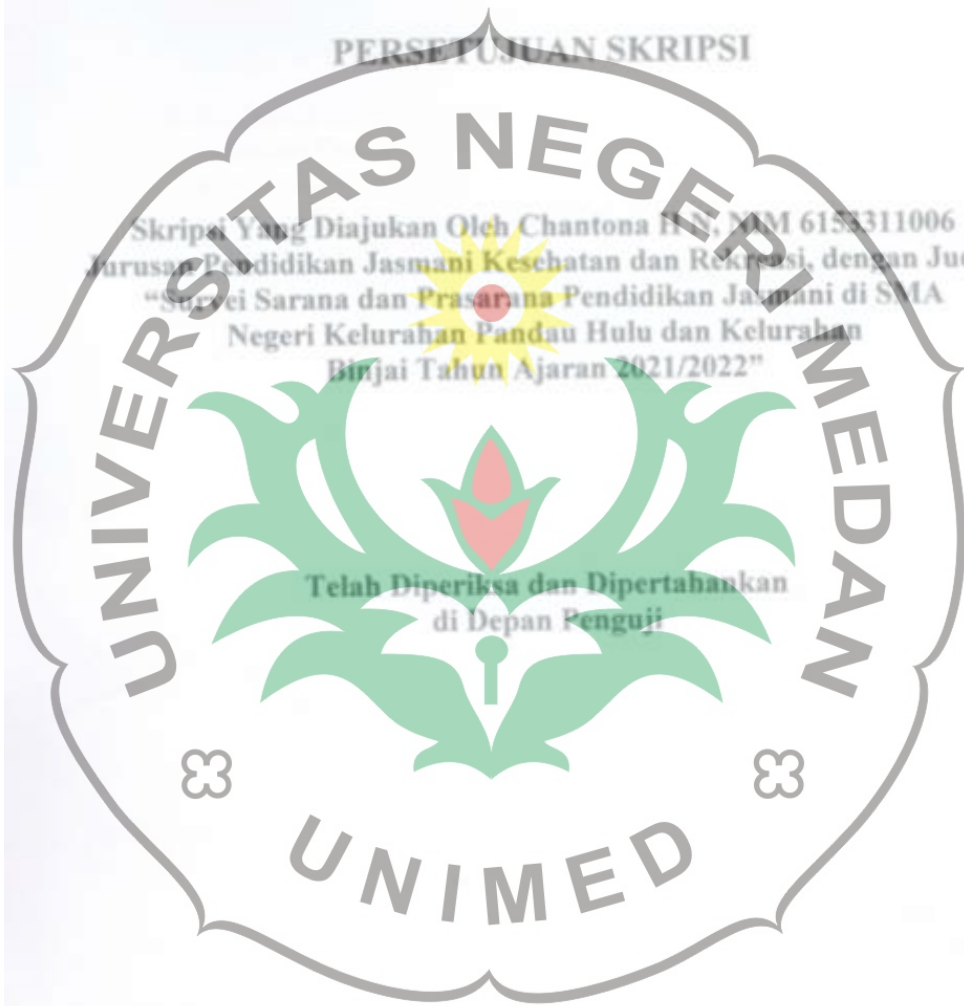 PERSETUJUAN SKRIPSI
UNIVERSITAS NEGERI MEDAN
Skripsi Yang Diajukan Oleh Chantona H.N, NIM 6153311006
Jurusan Pendidikan Jasmani Kesehatan dan Rekreasi, dengan Jud
“Survei Sarana dan Prasarana Pendidikan Jasmani di SMA
Negeri Kelurahan Pandau Hulu dan Kelurahan
Binjai Tahun Ajaran 2021/2022”
Telah Diperiksa dan Dipertahankan
di Depan Penguji
UNIMED